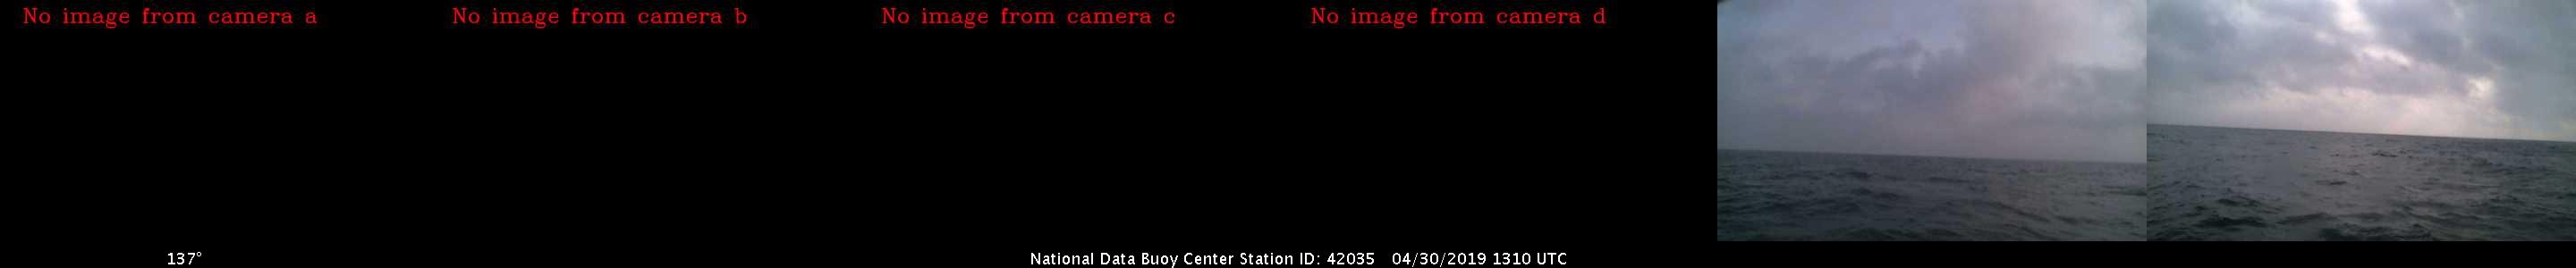 No image from camera a
No image from camera b
No image from camera c
No image from camera d
137°
National Data Buoy Center Station ID: 42035 04/30/2019 1310 UTC